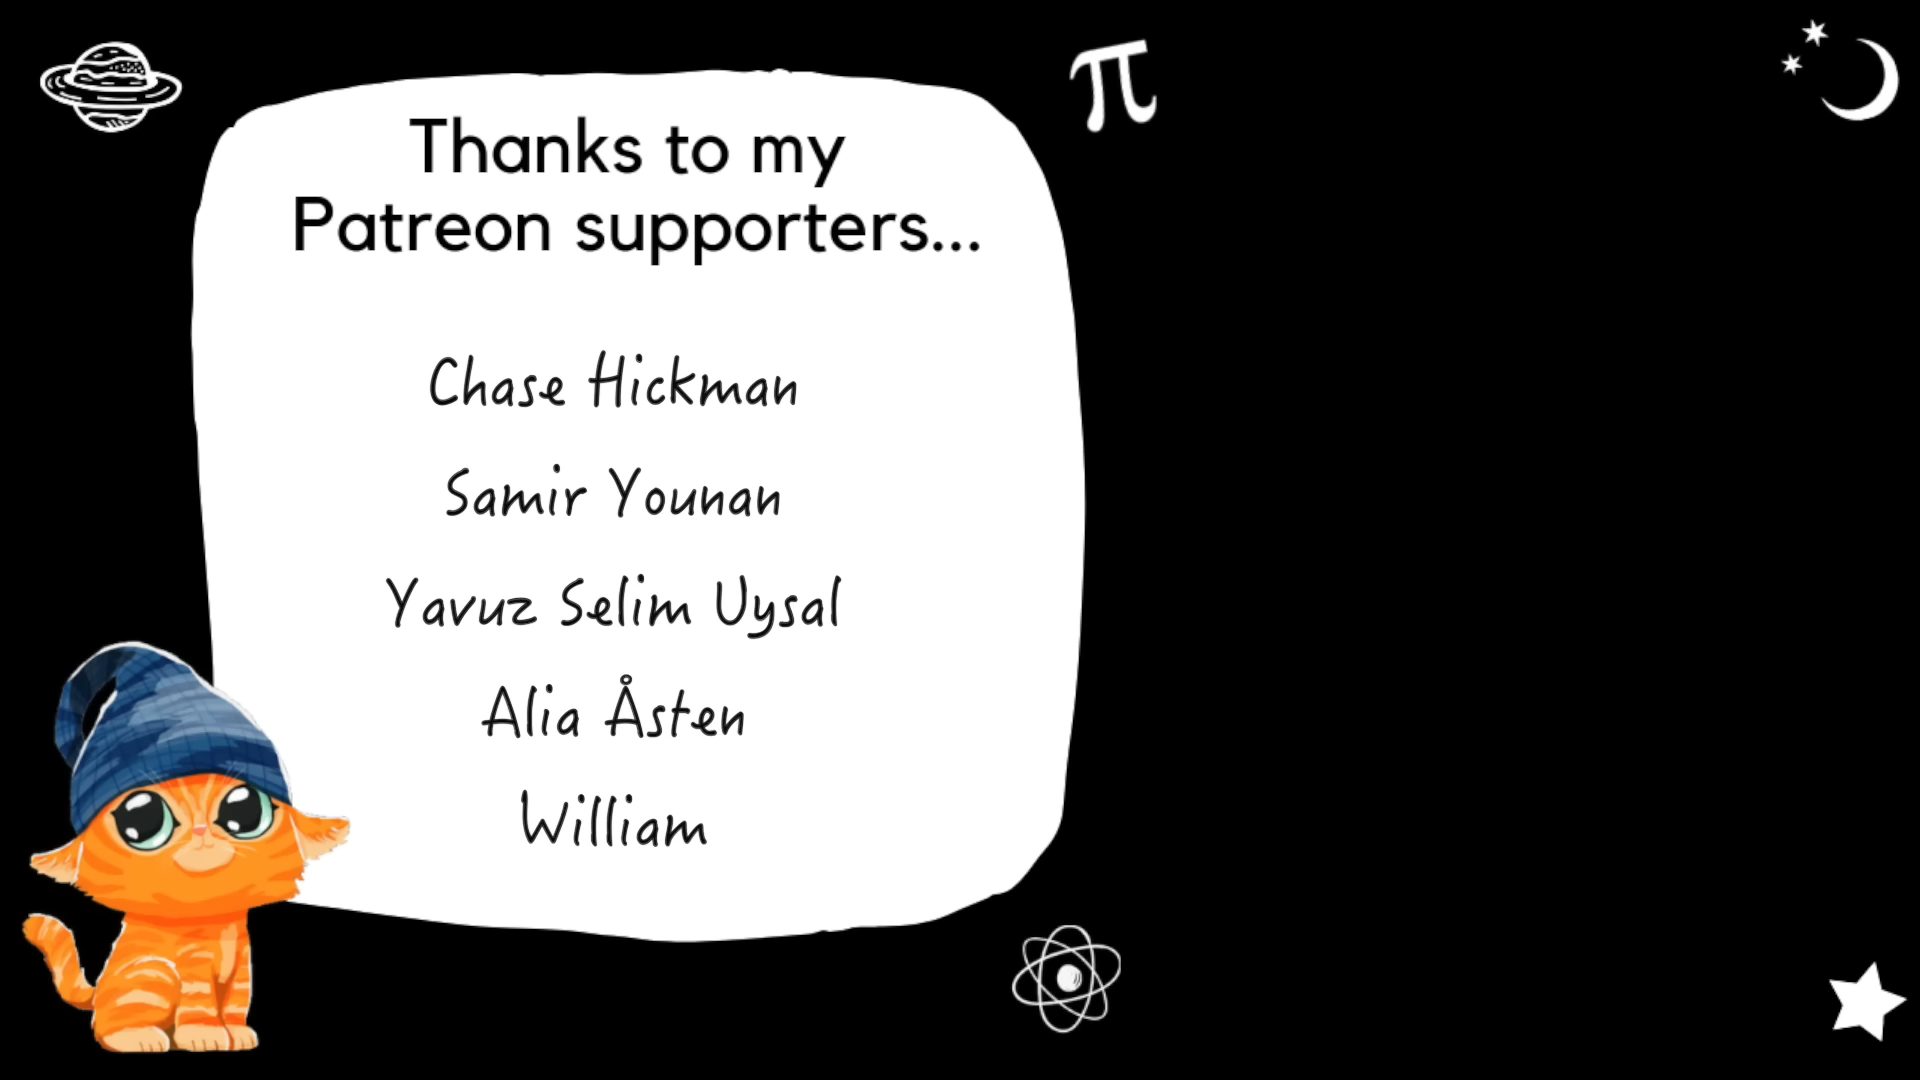 π
Thanks to my
Patreon supporters...
Chase Hickman
Samir Younan
Yavuz Selim Uysal
Alia Åsten
William